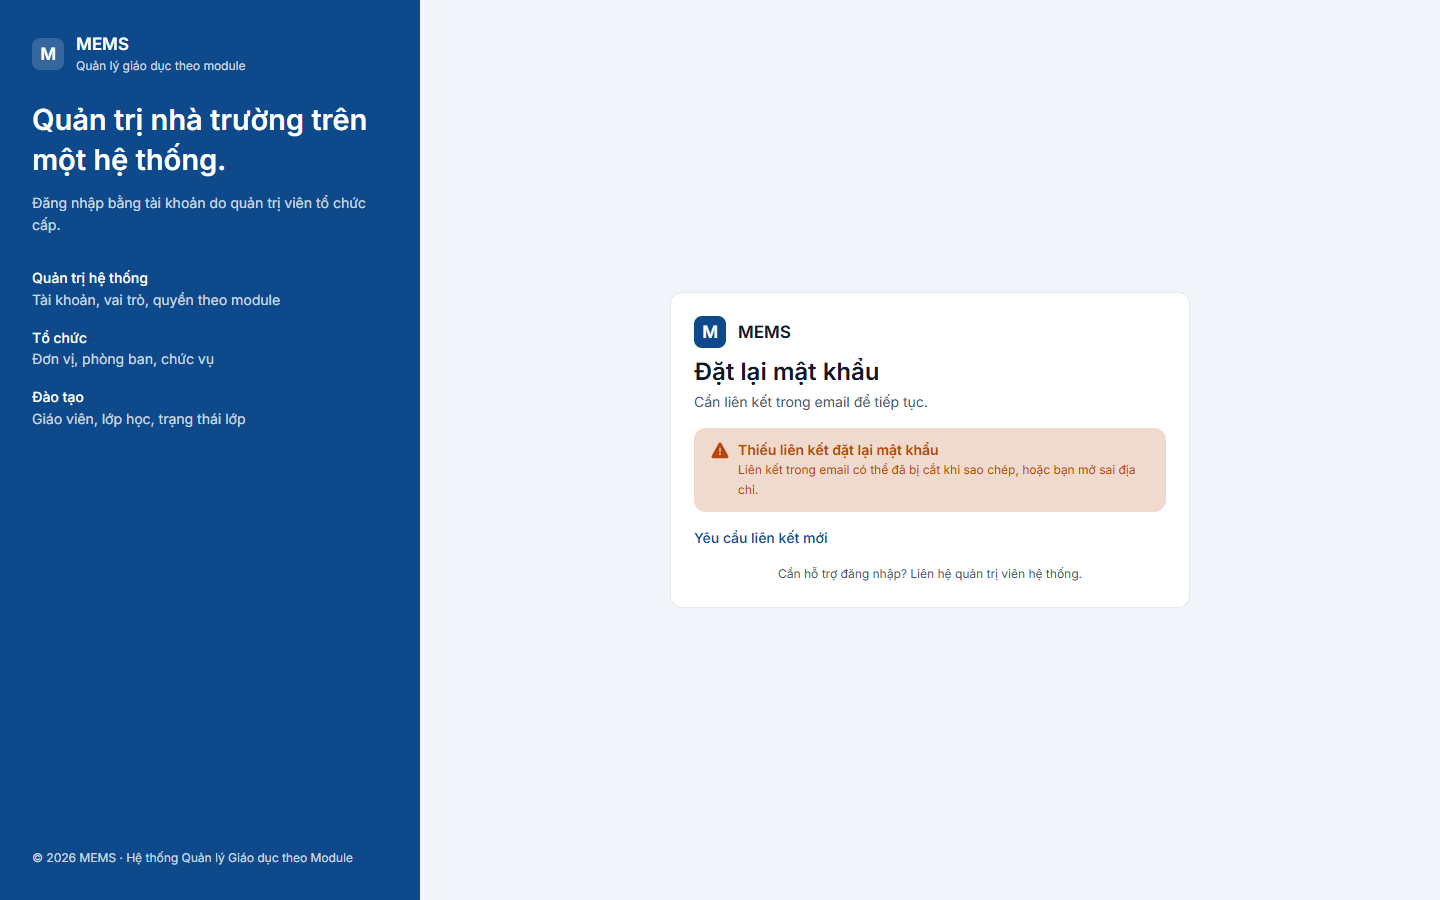 M
MEMS
Quản lý giáo dục theo module
Quản trị nhà trường trên
một hệ thống.
Đăng nhập bằng tài khoản do quản trị viên tổ chức
cấp.
Quản trị hệ thống
Tài khoản, vai trò, quyền theo module
Tổ chức
Đơn vị, phòng ban, chức vụ
Đào tạo
Giáo viên, lớp học, trạng thái lớp
© 2026 MEMS · Hệ thống Quản lý Giáo dục theo Module
M
MEMS
Đặt lại mật khẩu
Cần liên kết trong email để tiếp tục.
Thiếu liên kết đặt lại mật khẩu
Liên kết trong email có thể đã bị cắt khi sao chép, hoặc bạn mở sai địa
chỉ.
Yêu cầu liên kết mới
Cần hỗ trợ đăng nhập? Liên hệ quản trị viên hệ thống.